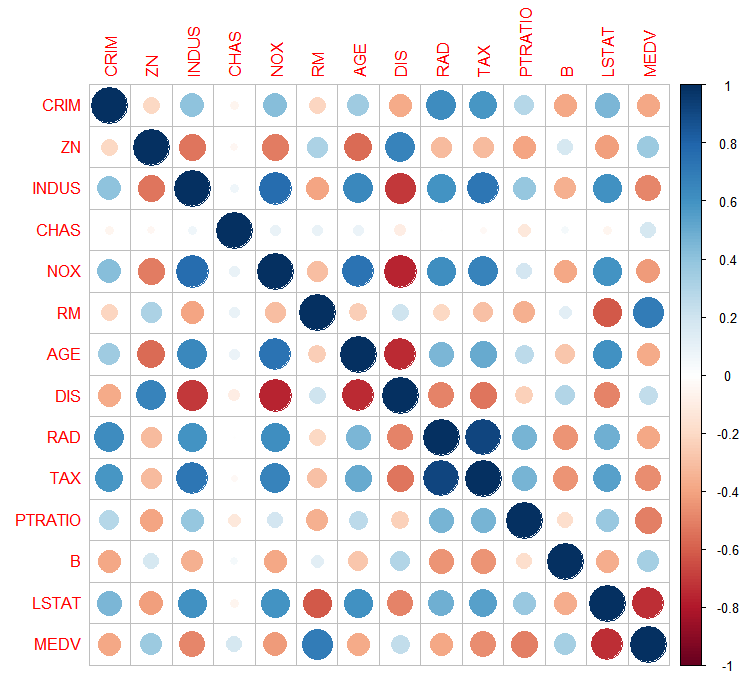 CRIM ZN INDUS CHAS NOX RM AGE DIS RAD TAX PTRATIO B LSTAT MEDV
CRIM
ZN
INDUS
CHAS
NOX
RM
AGE
DIS
RAD
TAX
PTRATIO
B
LSTAT
MEDV
1
0.8
0.6
0.4
0.2
0
-0.2
-0.4
-0.6
-0.8
-1